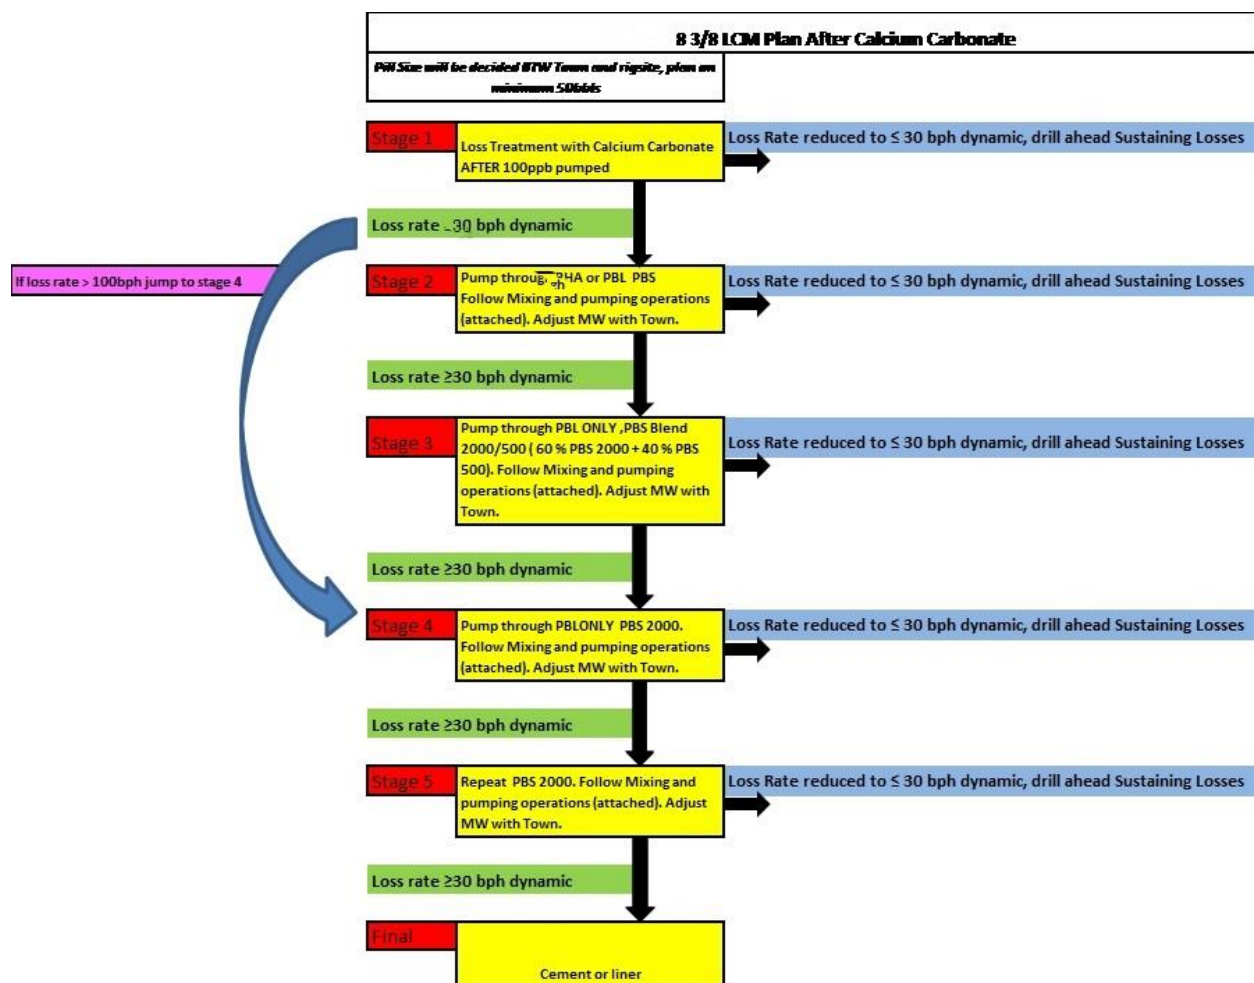 8 3/8 LCM Plan After Calcium Carbonate
Pill Size will be decided BTW Town and rigsite, plan on
minimum 50bbls
Stage 1
Loss Treatment with Calcium Carbonate
AFTER 100ppb pumped
Loss Rate reduced to ≤ 30 bph dynamic, drill ahead Sustaining Losses
Loss rate 30 bph dynamic
If loss rate > 100bph jump to stage 4
Stage 2
Pump through BHA or PBL PBS
Follow Mixing and pumping operations
(attached). Adjust MW with Town.
Loss Rate reduced to ≤ 30 bph dynamic, drill ahead Sustaining Losses
Loss rate ≥30 bph dynamic
Stage 3
Pump through PBL ONLY ,PBS Blend
2000/500 ( 60 % PBS 2000 + 40 % PBS
500). Follow Mixing and pumping
operations (attached). Adjust MW with
Town.
Loss Rate reduced to ≤ 30 bph dynamic, drill ahead Sustaining Losses
Loss rate ≥30 bph dynamic
Stage 4
Pump through PBLONLY PBS 2000.
Follow Mixing and pumping operations
(attached). Adjust MW with Town.
Loss Rate reduced to ≤ 30 bph dynamic, drill ahead Sustaining Losses
Loss rate ≥30 bph dynamic
Stage 5
Repeat PBS 2000. Follow Mixing and
pumping operations (attached). Adjust
MW with Town.
Loss Rate reduced to ≤ 30 bph dynamic, drill ahead Sustaining Losses
Loss rate ≥30 bph dynamic
Final
Cement or liner